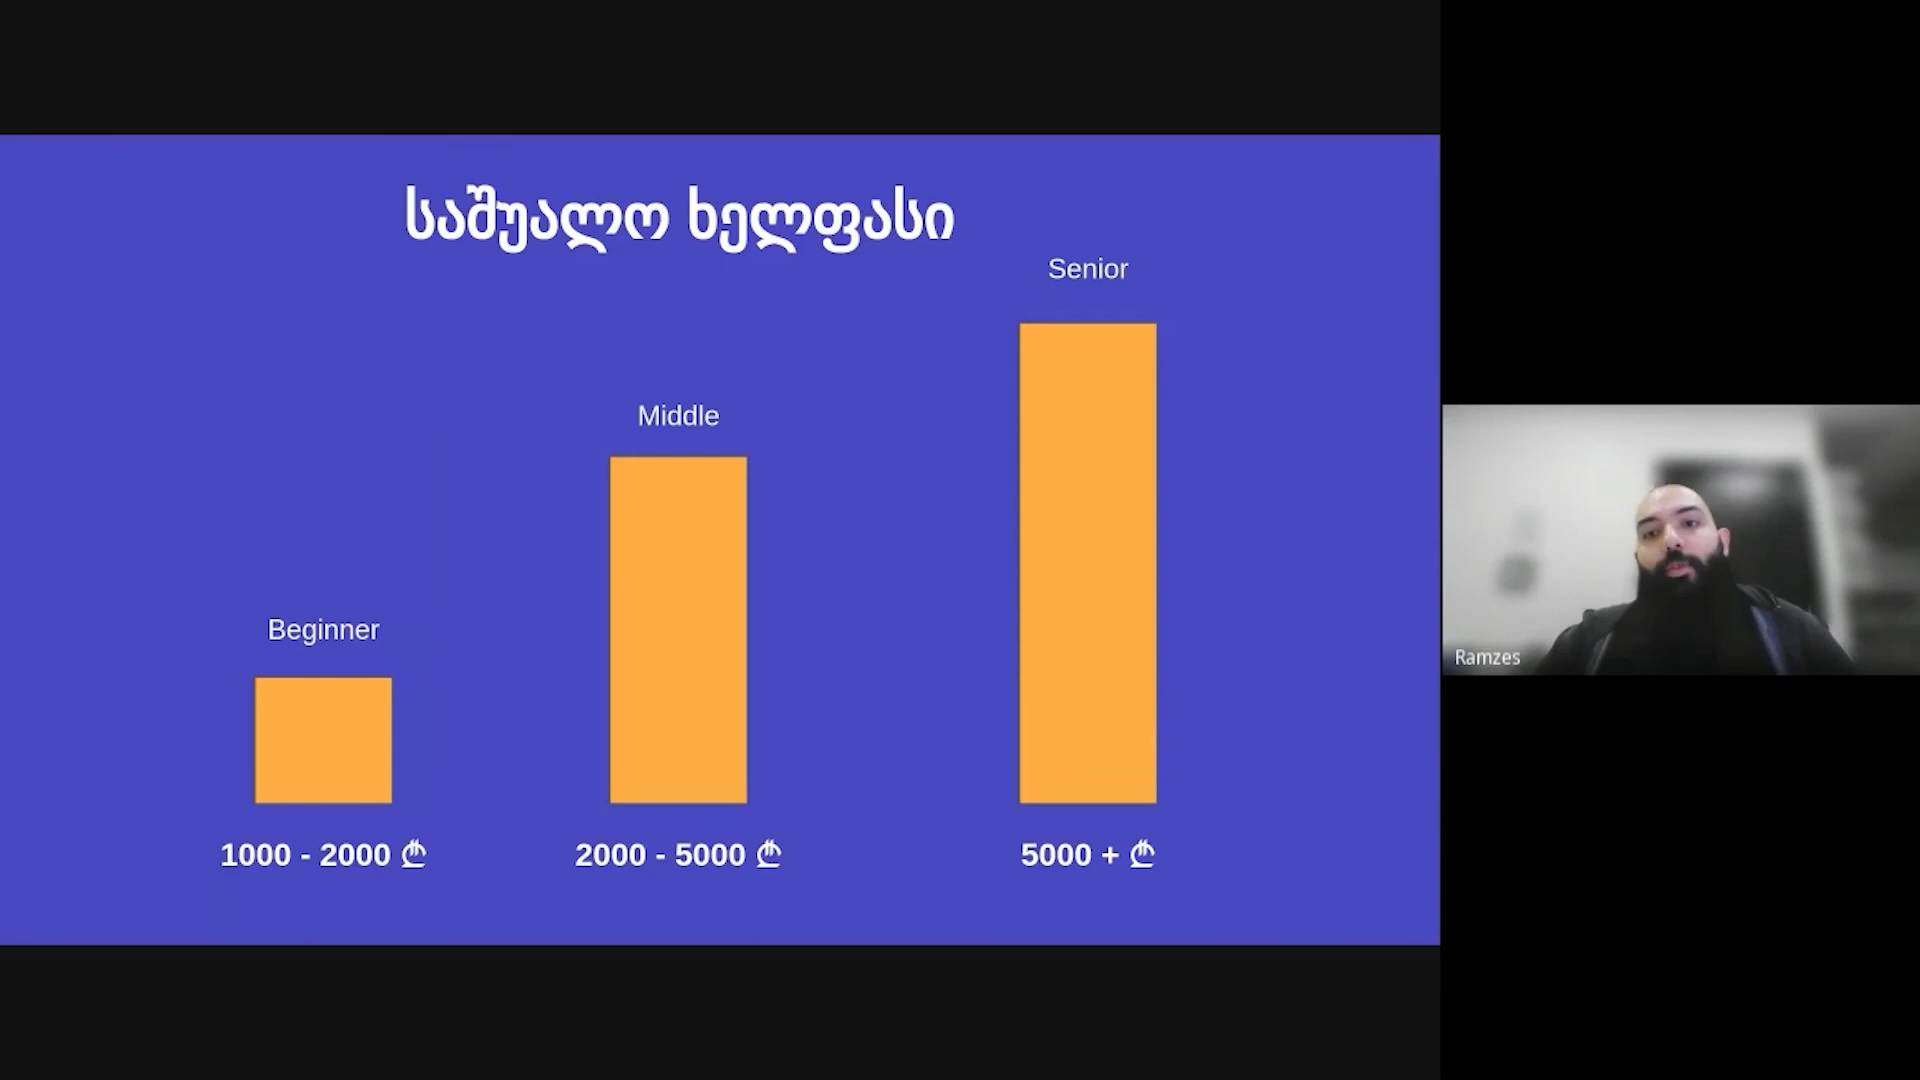 საშუალო ხელფასი
Senior
Middle
Beginner
1000 - 2000 ₾
2000 - 5000 ₾
5000 + ₾
Ramzes